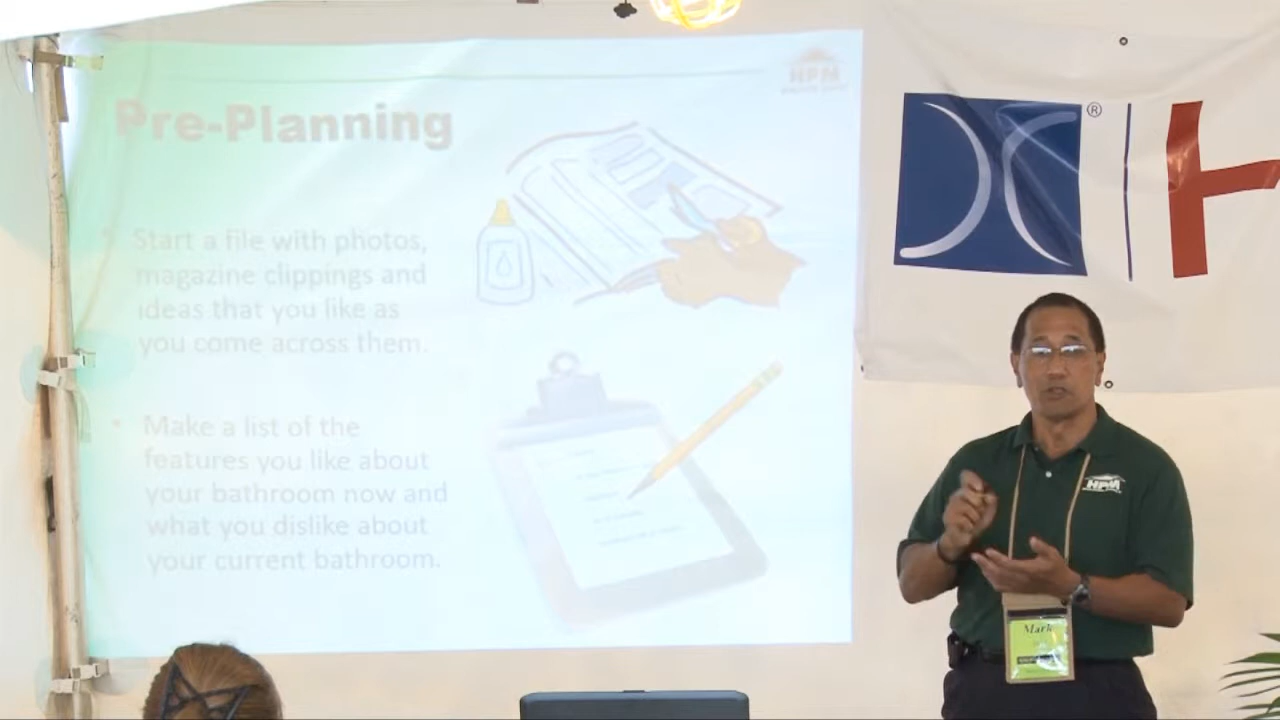 HPM
Pre-Planning
• Start a file with photos,
magazine clippings and
ideas that you like as
you come across them.
• Make a list of the
features you like about
your bathroom now and
what you dislike about
your current bathroom.
®
H
HPM
Mark